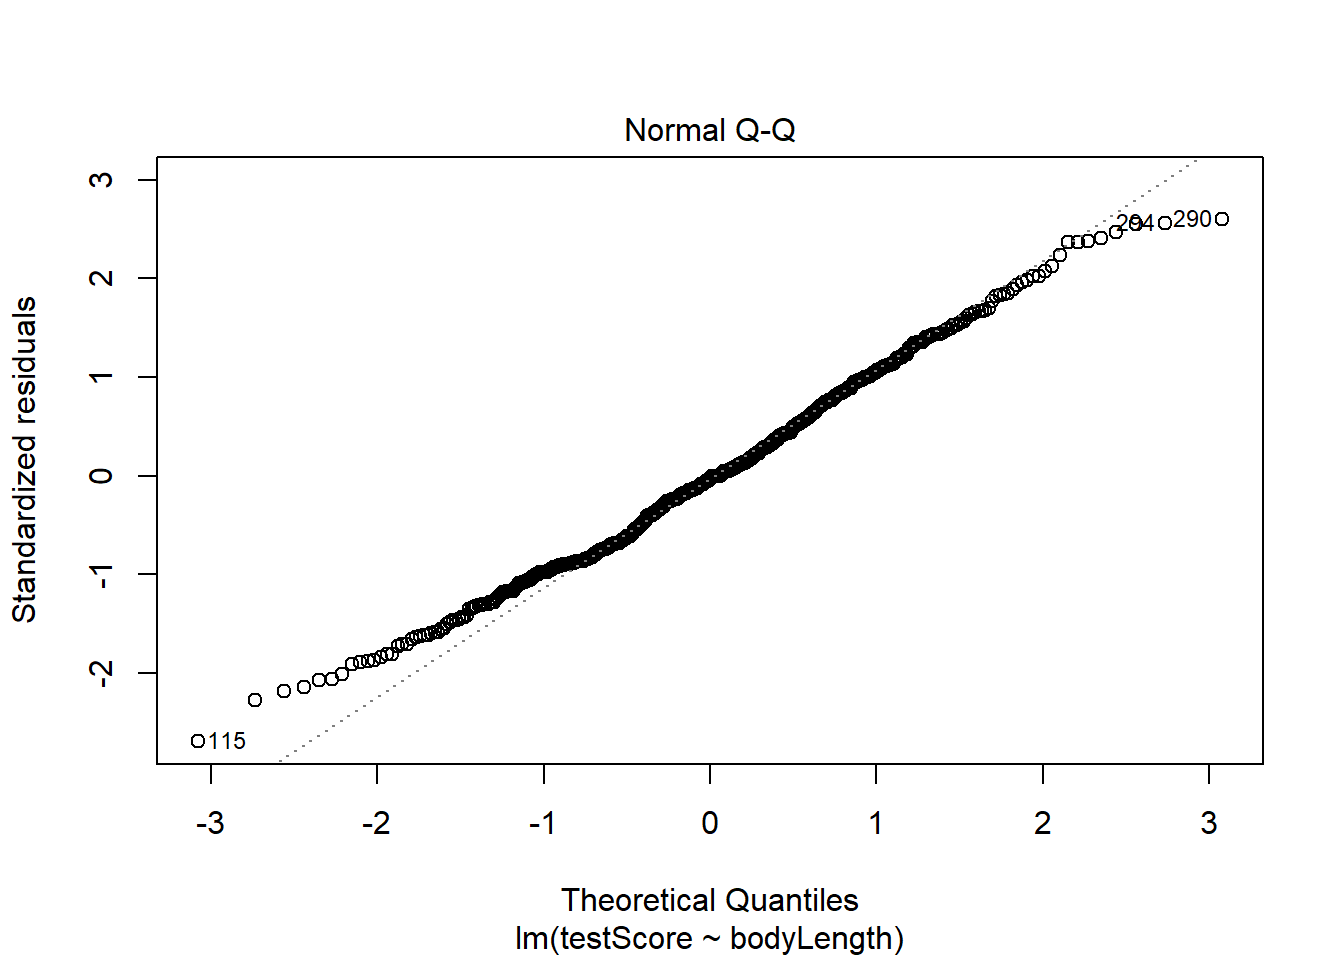 Normal Q-Q
Standardized residuals
3
2
1
0
-1
-2
294
290
115
-3 -2 -1 0 1 2 3
Theoretical Quantiles
lm(testScore ~ bodyLength)